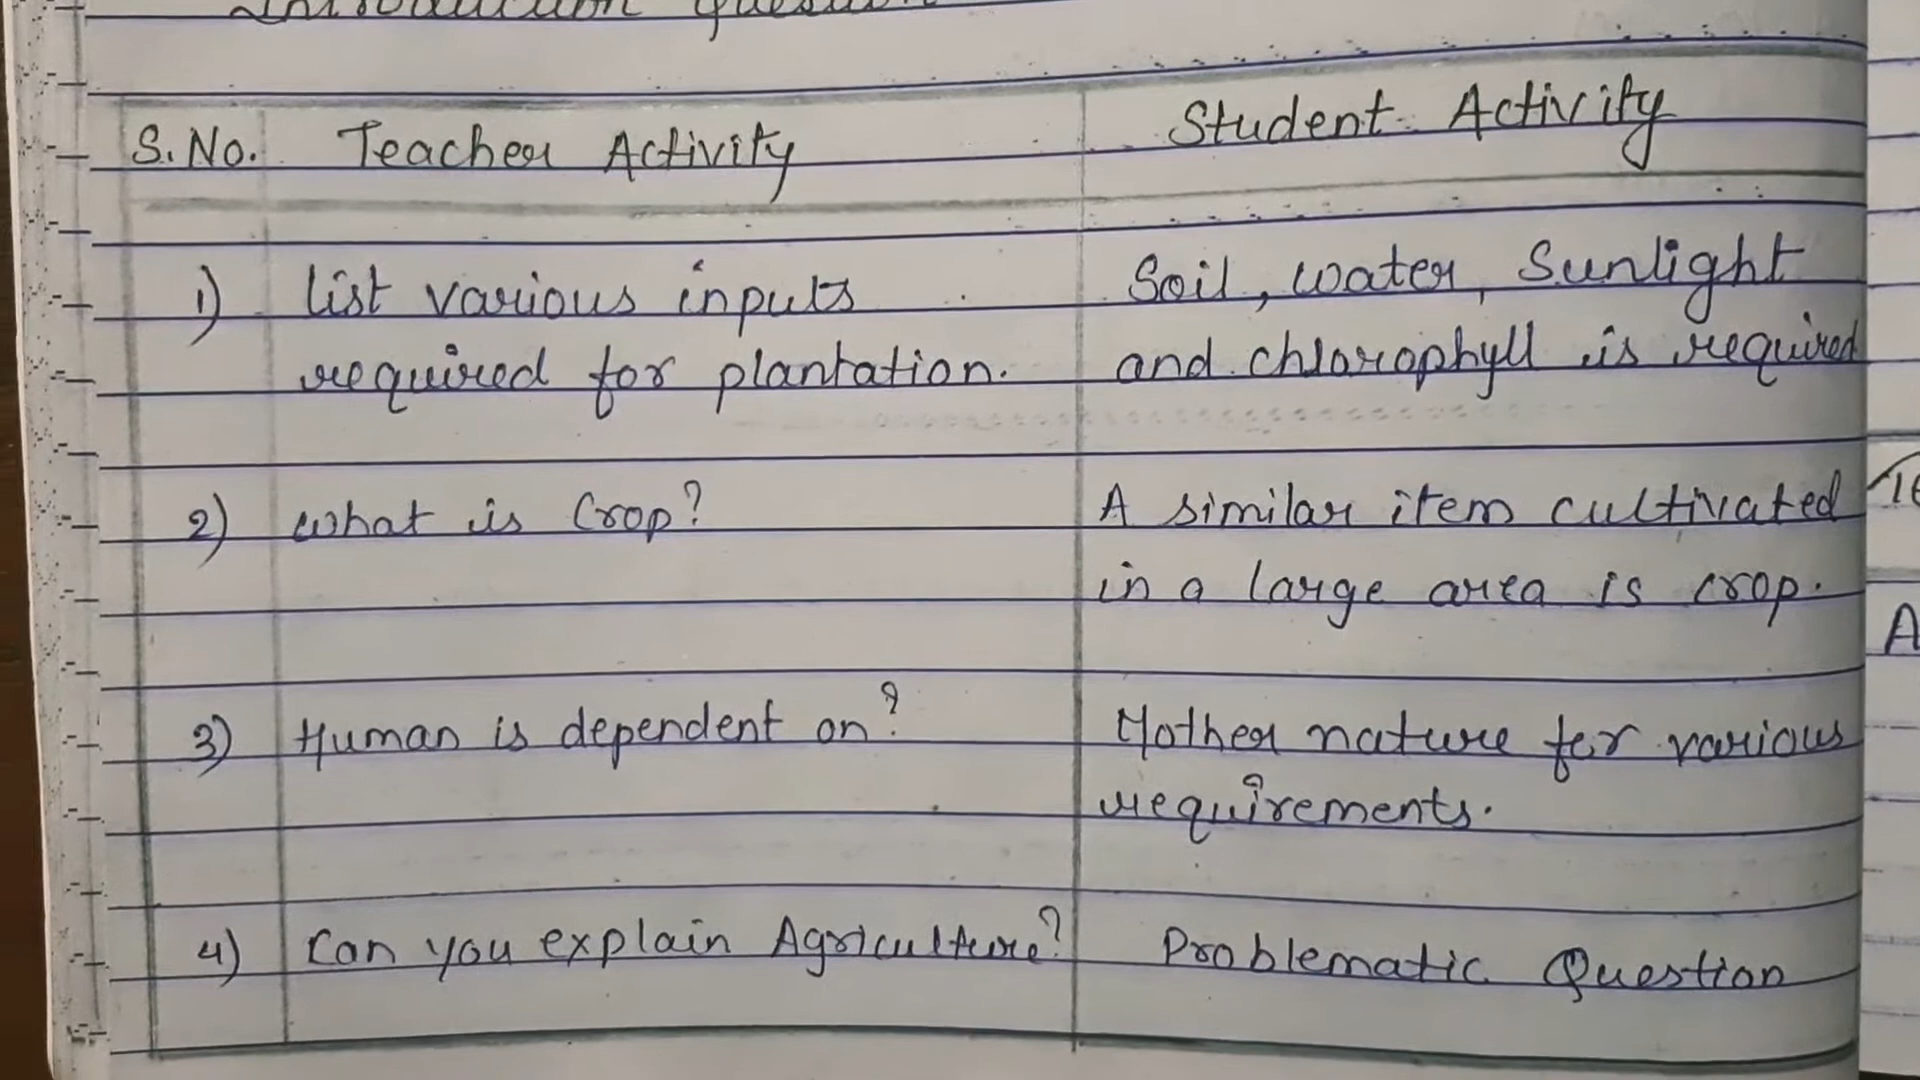 Introduction Question
S. No. Teacher Activity Student Activity
1) list various inputs Soil, water, Sunlight
required for plantation. and chlorophyll is required
2) what is Crop? A similar item cultivated
in a large area is crop.
3) Human is dependent on? Mother nature for various
requirements.
4) Can you explain Agriculture? Problematic Question
A